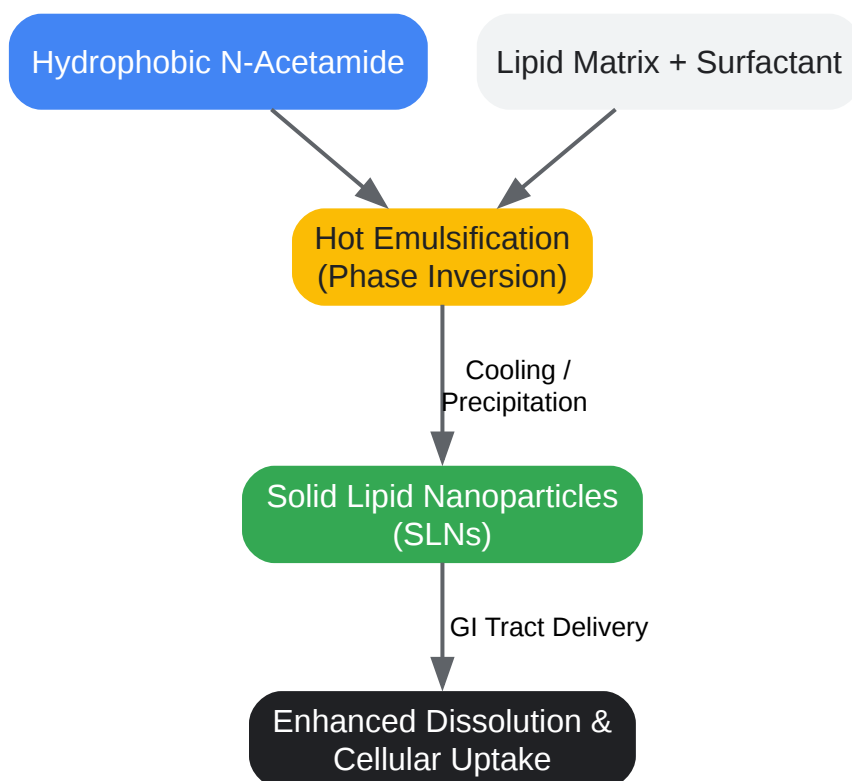 Hydrophobic N-Acetamide
Lipid Matrix + Surfactant
Hot Emulsification
(Phase Inversion)
Cooling /
Precipitation
Solid Lipid Nanoparticles
(SLNs)
GI Tract Delivery
Enhanced Dissolution &
Cellular Uptake